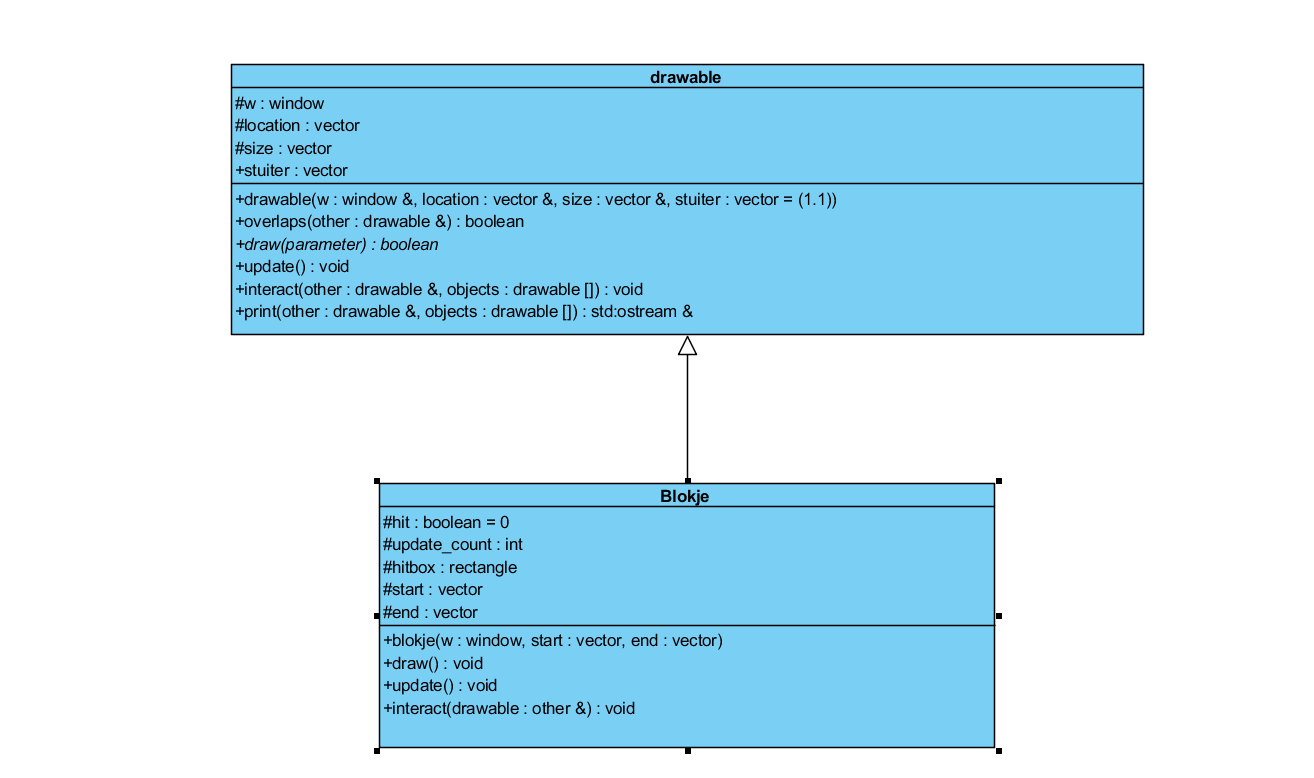 drawable
#w : window
#location : vector
#size : vector
+stuiter : vector
+drawable(w : window &, location : vector &, size : vector &, stuiter : vector = (1.1))
+overlaps(other : drawable &) : boolean
+draw(parameter) : boolean
+update() : void
+interact(other : drawable &, objects : drawable []) : void
+print(other : drawable &, objects : drawable []) : std:ostream &
Blokje
#hit : boolean = 0
#update_count : int
#hitbox : rectangle
#start : vector
#end : vector
+blokje(w : window, start : vector, end : vector)
+draw() : void
+update() : void
+interact(drawable : other &) : void